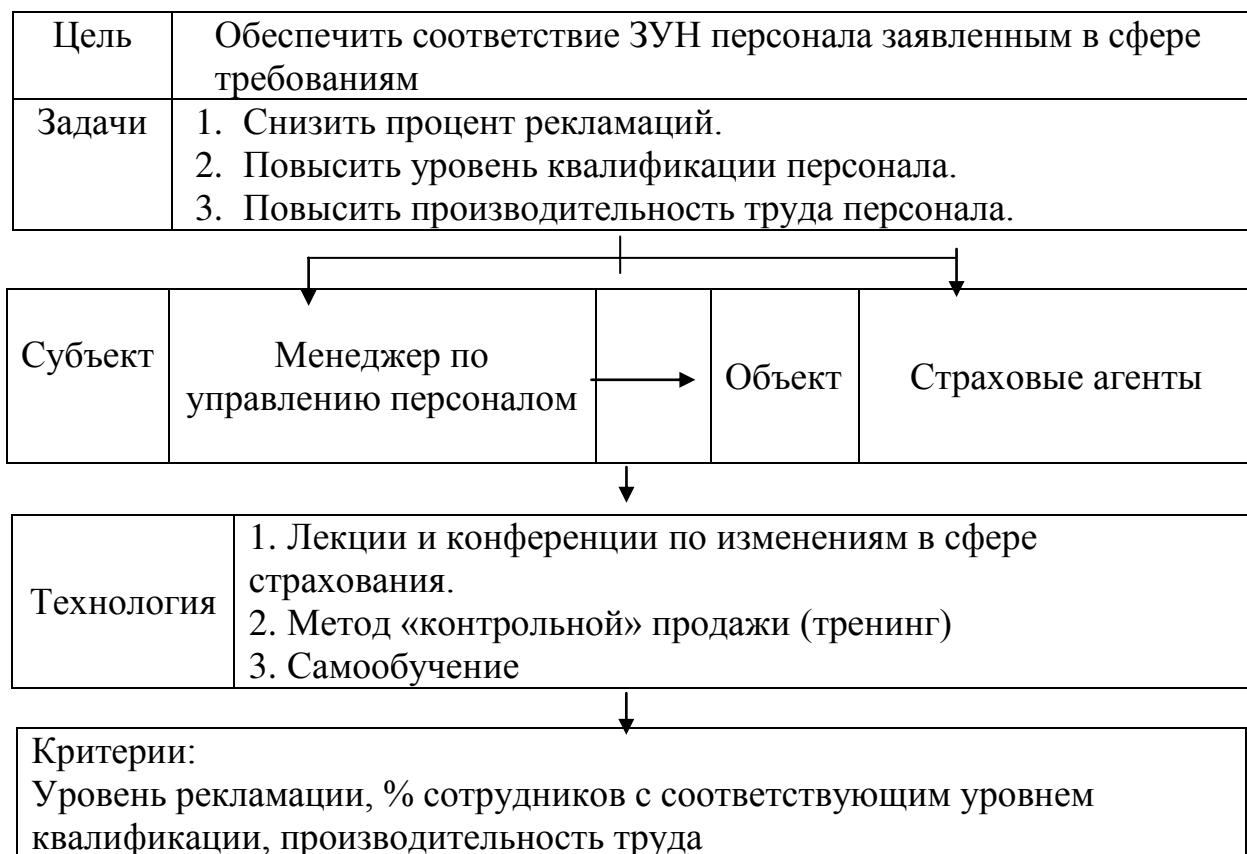 Цель
Обеспечить соответствие ЗУН персонала заявленным в сфере
требованиям
Задачи
1. Снизить процент рекламаций.
2. Повысить уровень квалификации персонала.
3. Повысить производительность труда персонала.
Субъект
Менеджер по
управлению персоналом
Объект
Страховые агенты
Технология
1. Лекции и конференции по изменениям в сфере
страхования.
2. Метод «контрольной» продажи (тренинг)
3. Самообучение
Критерии:
Уровень рекламации, % сотрудников с соответствующим уровнем
квалификации, производительность труда